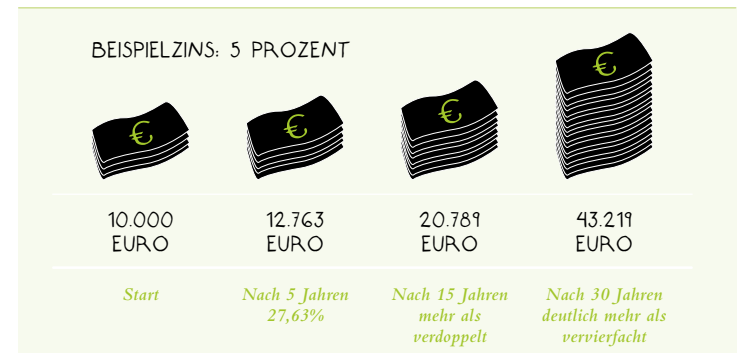 BEISPIELZINS: 5 PROZENT
€ € € €
10.000 EURO
12.763 EURO
20.789 EURO
43.219 EURO
Start
Nach 5 Jahren
27,63%
Nach 15 Jahren
mehr als
verdoppelt
Nach 30 Jahren
deutlich mehr als
vervierfacht